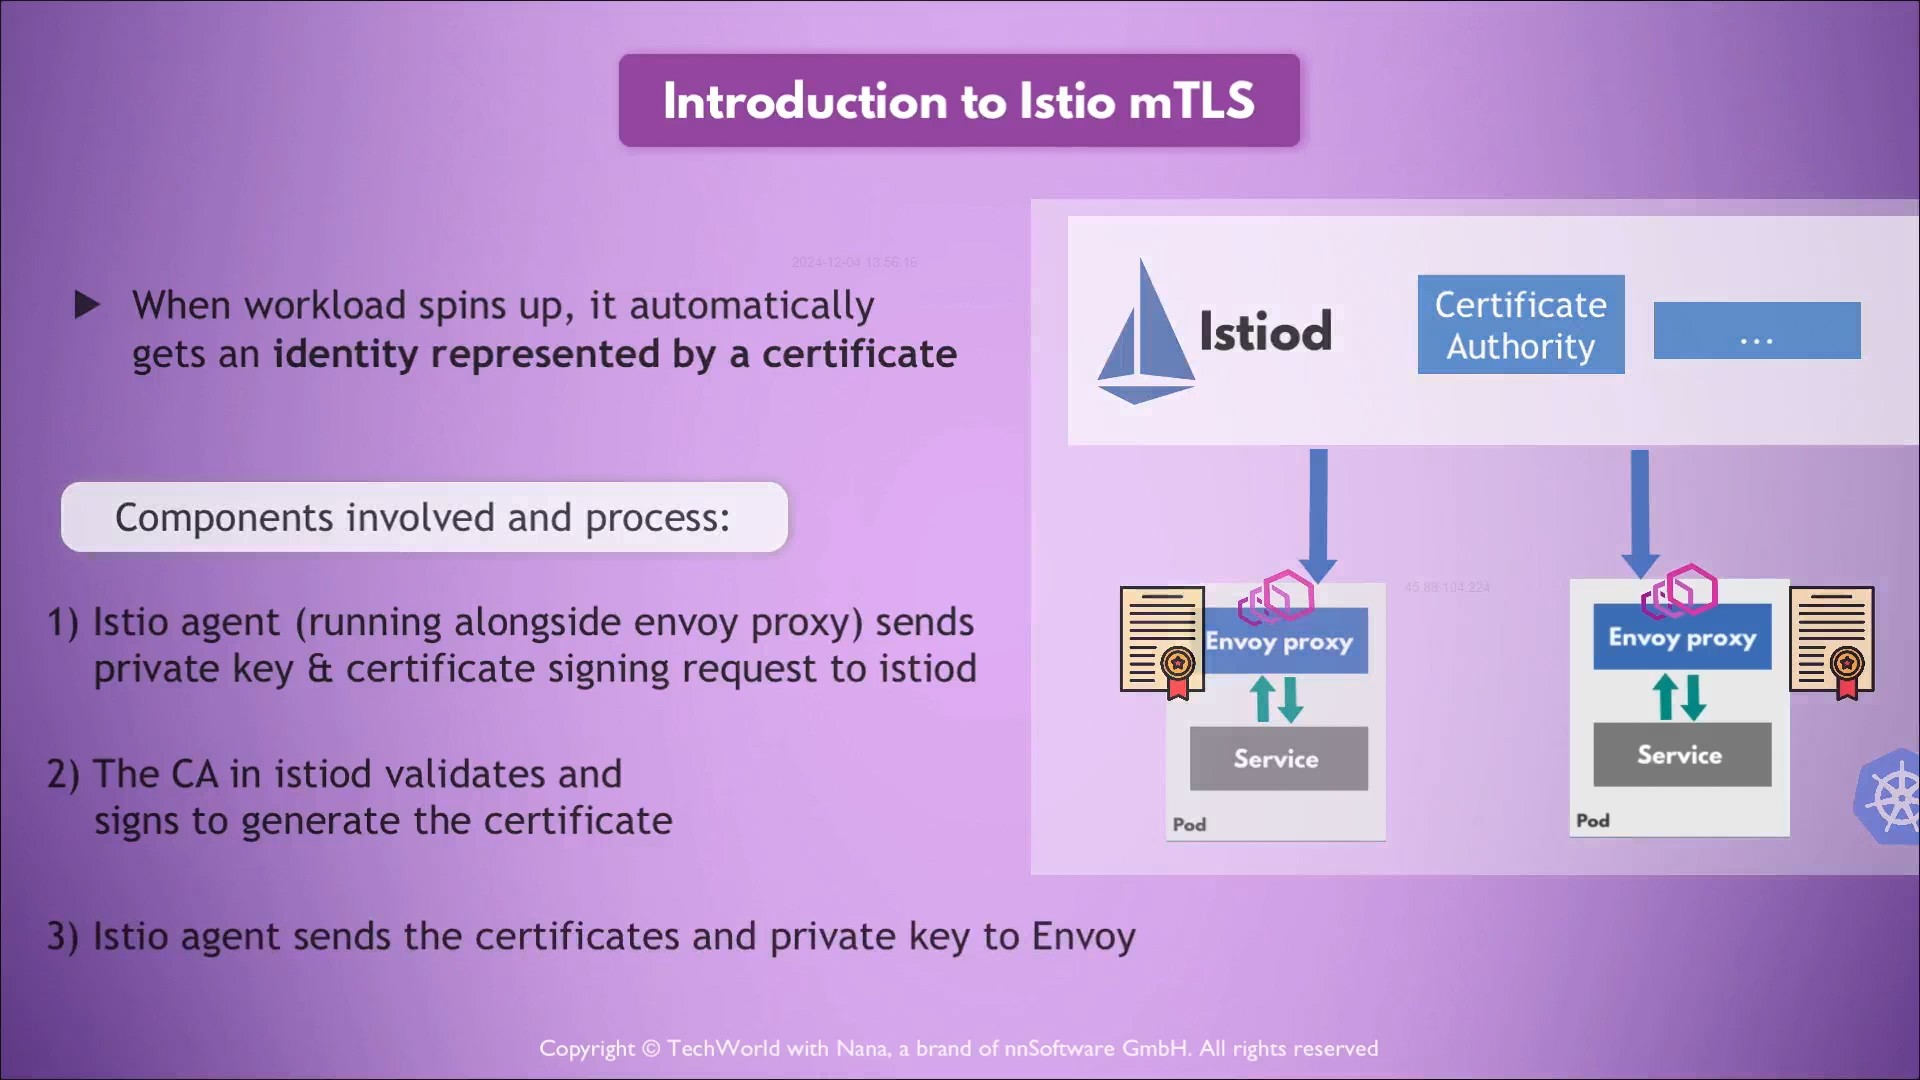 Introduction to Istio mTLS
2024-12-04 13:56:16
► When workload spins up, it automatically
gets an identity represented by a certificate
Components involved and process:
1) Istio agent (running alongside envoy proxy) sends
private key & certificate signing request to istiod
2) The CA in istiod validates and
signs to generate the certificate
3) Istio agent sends the certificates and private key to Envoy
Istiod
Certificate
Authority
...
45.88.104.224
Envoy proxy
Service
Pod
Envoy proxy
Service
Pod
Copyright © TechWorld with Nana, a brand of nnSoftware GmbH. All rights reserved